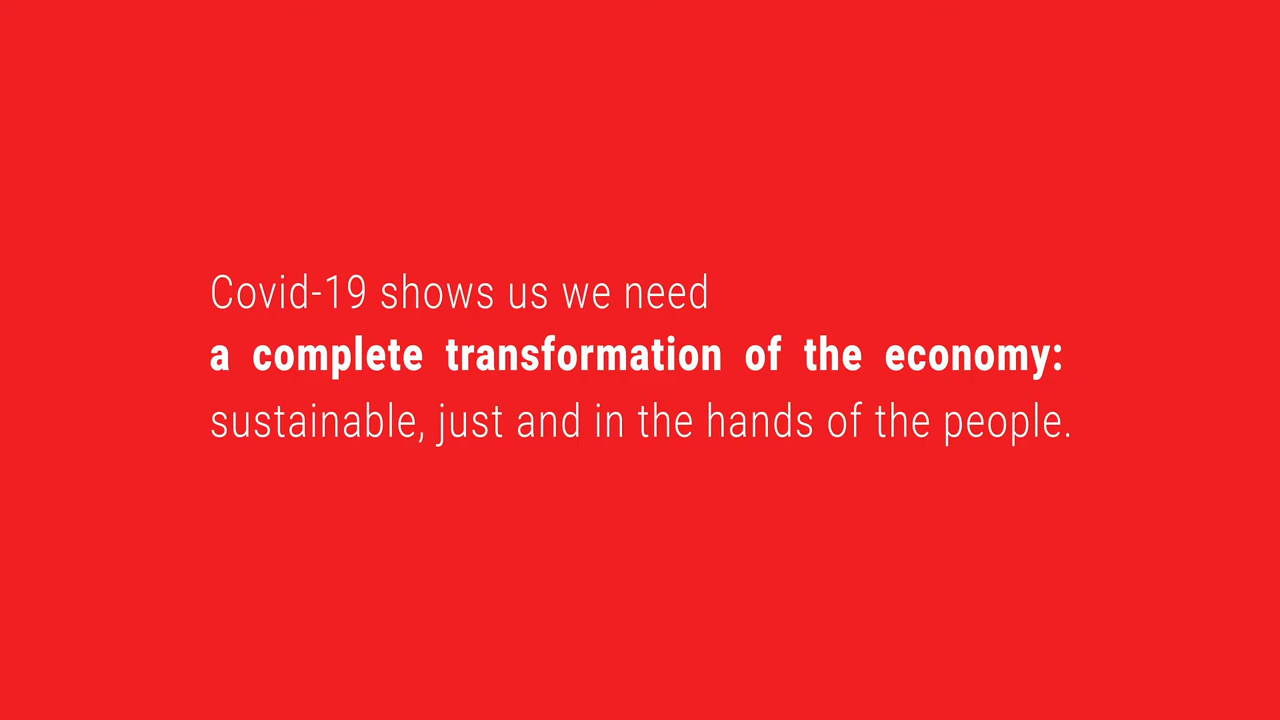 Covid-19 shows us we need
a complete transformation of the economy:
sustainable, just and in the hands of the people.